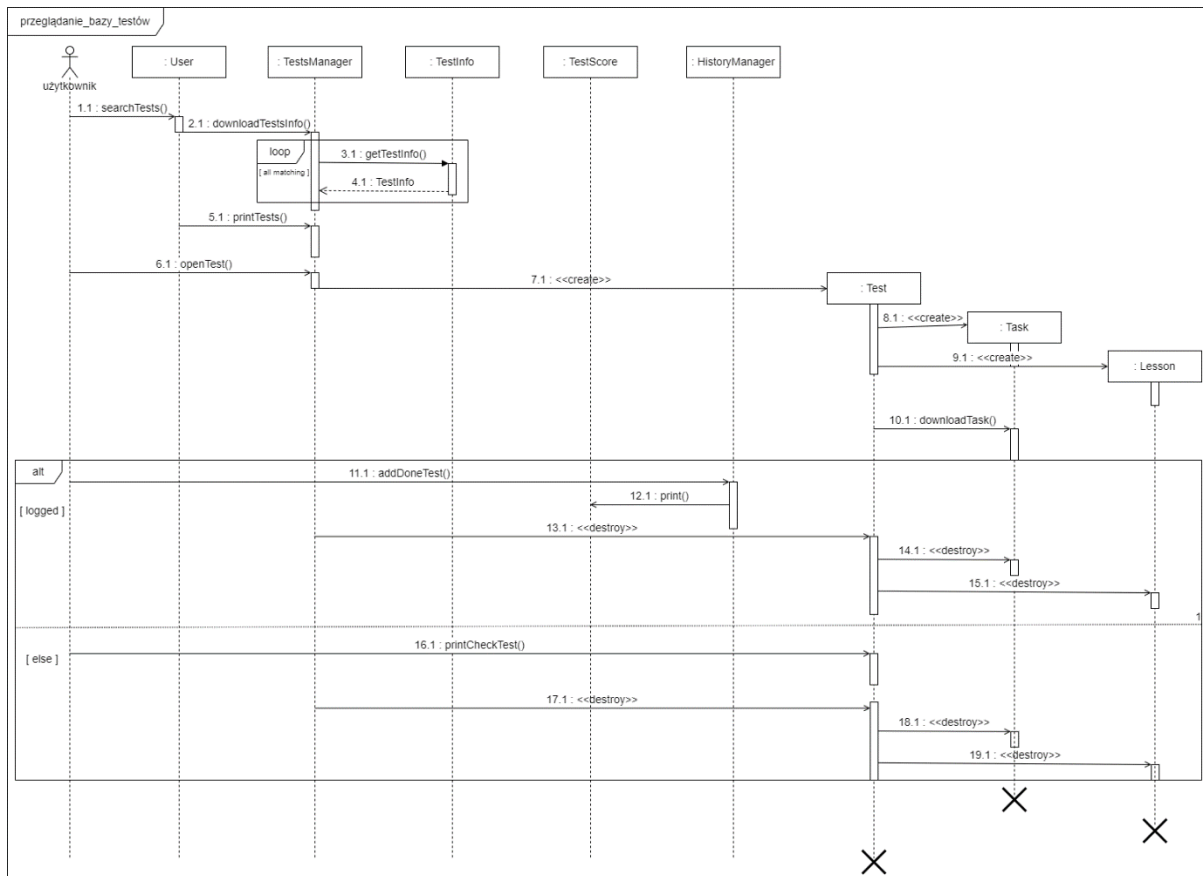 przeglądanie_bazy_testów
użytkownik
: User
: TestsManager
: TestInfo
: TestScore
: HistoryManager
1.1 : searchTests()
2.1 : downloadTestsInfo()
loop
[ all matching ]
3.1 : getTestInfo()
4.1 : TestInfo
5.1 : printTests()
6.1 : openTest()
7.1 : <<create>>
: Test
8.1 : <<create>>
: Task
9.1 : <<create>>
: Lesson
10.1 : downloadTask()
alt
[ logged ]
11.1 : addDoneTest()
12.1 : print()
13.1 : <<destroy>>
14.1 : <<destroy>>
15.1 : <<destroy>>
1
[ else ]
16.1 : printCheckTest()
17.1 : <<destroy>>
18.1 : <<destroy>>
19.1 : <<destroy>>